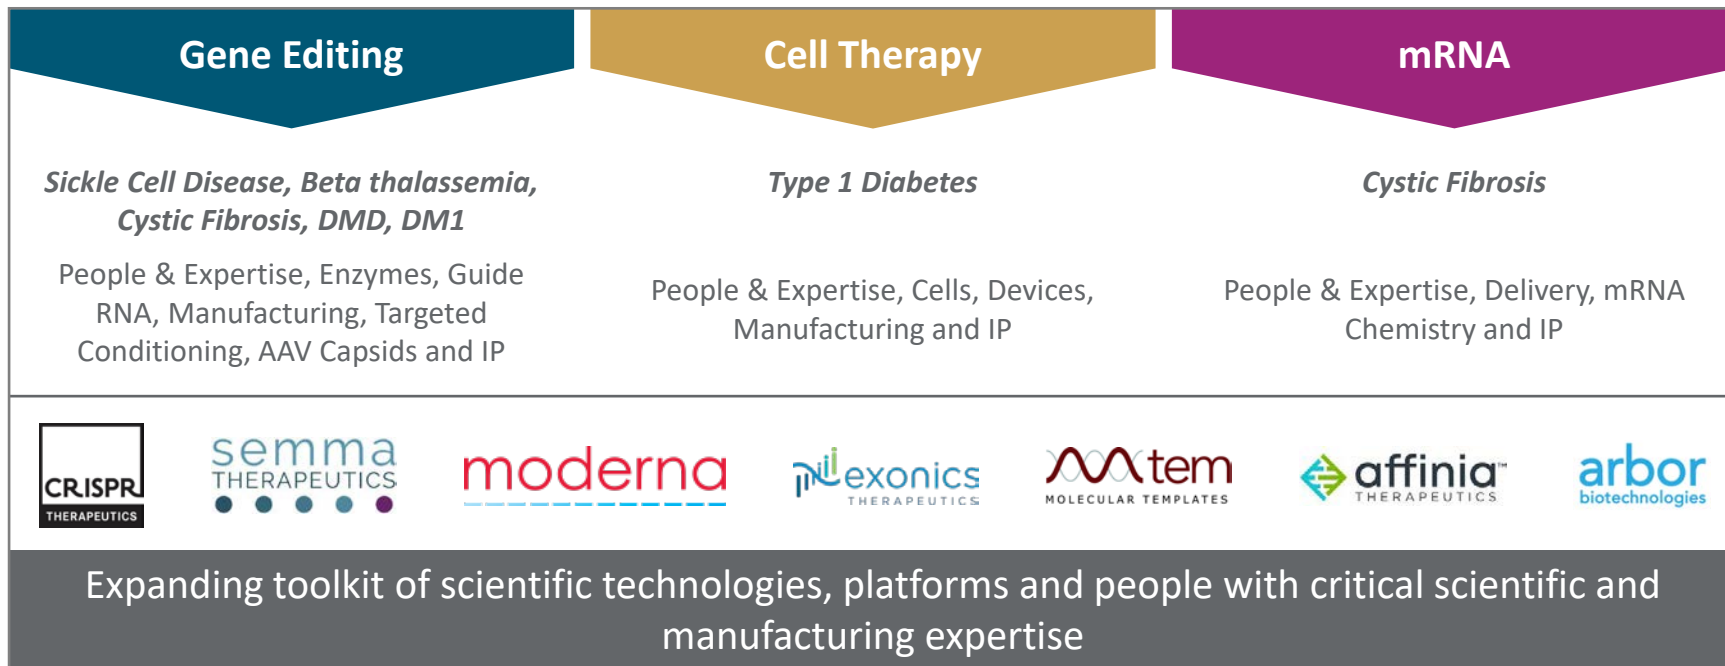 Gene Editing
Cell Therapy
mRNA
Sickle Cell Disease, Beta thalassemia,
Cystic Fibrosis, DMD, DM1
People & Expertise, Enzymes, Guide
RNA, Manufacturing, Targeted
Conditioning, AAV Capsids and IP
Type 1 Diabetes
People & Expertise, Cells, Devices,
Manufacturing and IP
Cystic Fibrosis
People & Expertise, Delivery, mRNA
Chemistry and IP
CRISPR
THERAPEUTICS
semma
THERAPEUTICS
moderna
exonics
THERAPEUTICS
tem
MOLECULAR TEMPLATES
affinia™
THERAPEUTICS
arbor
biotechnologies
Expanding toolkit of scientific technologies, platforms and people with critical scientific and
manufacturing expertise